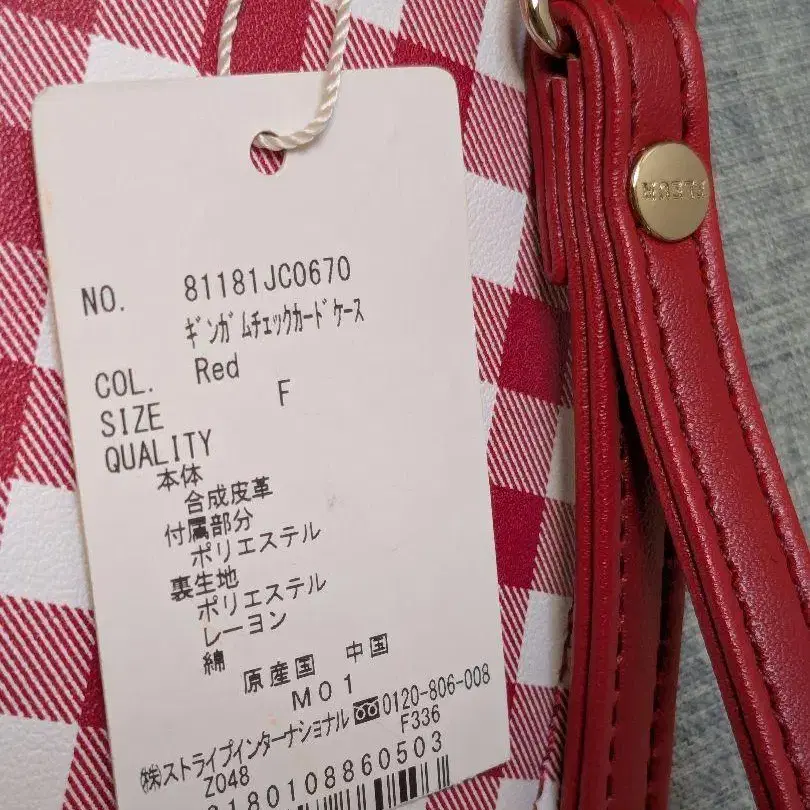 NO. 81181JC0670
ギンガムチェックカードケース
COL. Red
SIZE F
QUALITY
本体
合成皮革
付属部分
ポリエステル
裏生地
ポリエステル
レーヨン
綿
原産国 中国
M01
㈱ストライプインターナショナル 0120-806-008
Z048 F336
2180108860503